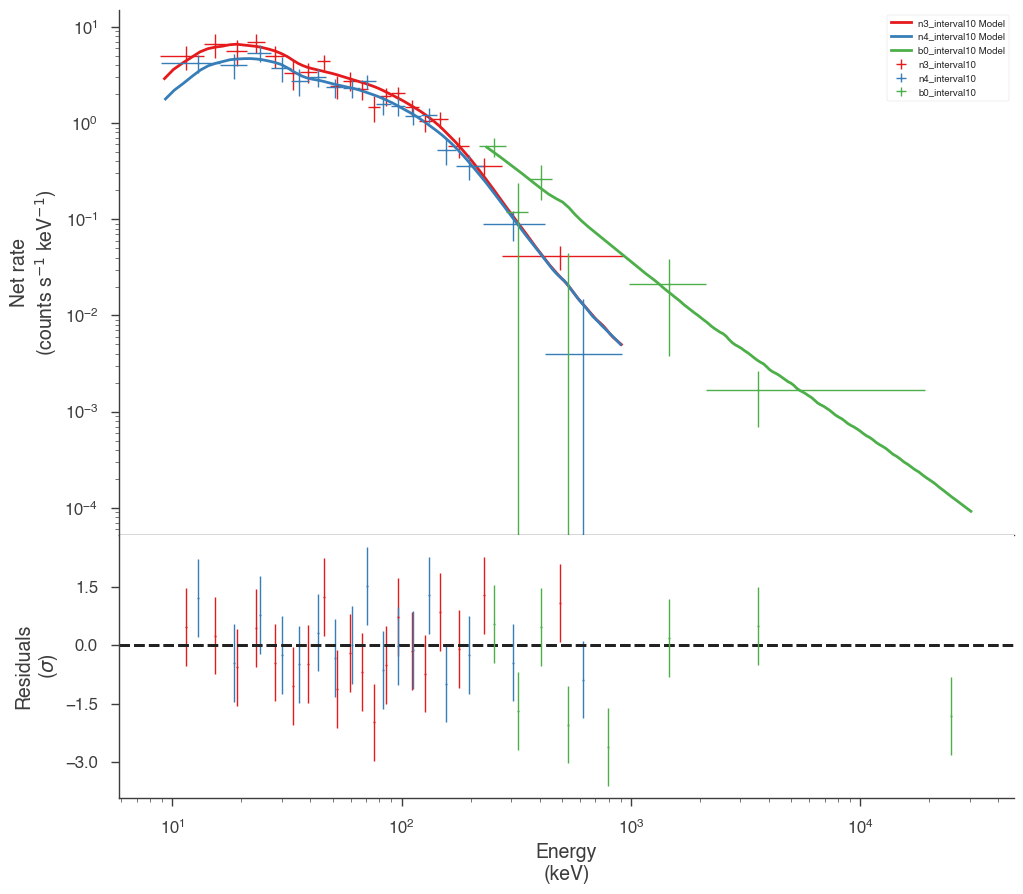 n3_interval10 Model
n4_interval10 Model
b0_interval10 Model
n3_interval10
n4_interval10
b0_interval10
Net rate
(counts s⁻¹ keV⁻¹)
10¹
10⁰
10⁻¹
10⁻²
10⁻³
10⁻⁴
Residuals
(σ)
1.5
0.0
−1.5
−3.0
10¹ 10² 10³ 10⁴
Energy
(keV)